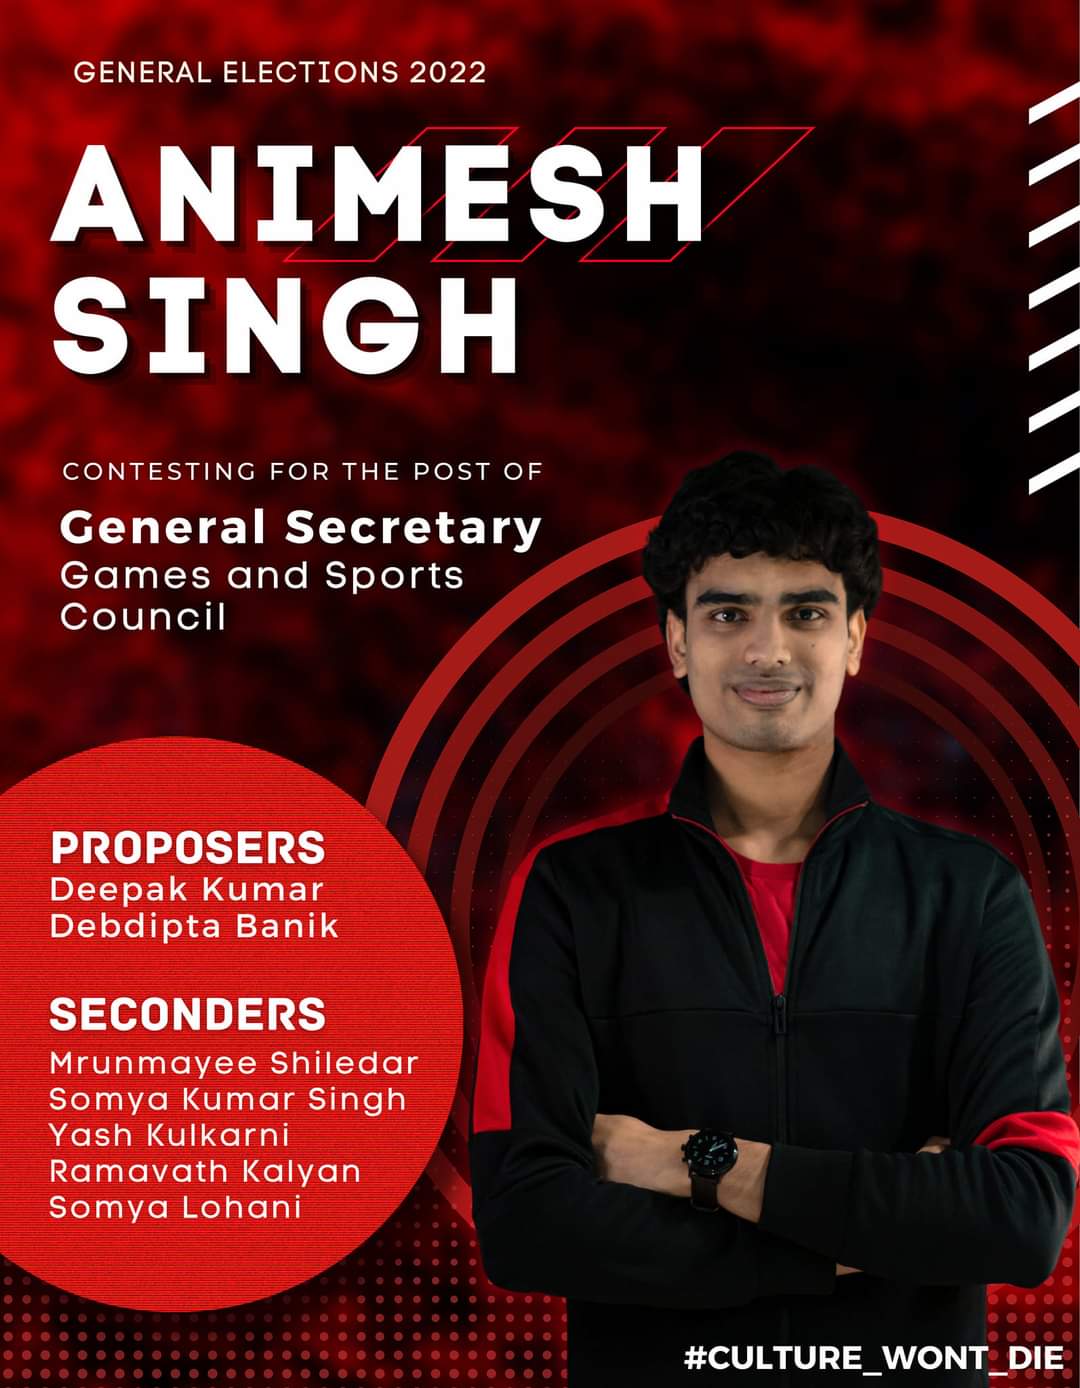 GENERAL ELECTIONS 2022
ANIMESH
SINGH
CONTESTING FOR THE POST OF
General Secretary
Games and Sports
Council
PROPOSERS
Deepak Kumar
Debdipta Banik
SECONDERS
Mrunmayee Shiledar
Somya Kumar Singh
Yash Kulkarni
Ramavath Kalyan
Somya Lohani
#CULTURE_WONT_DIE